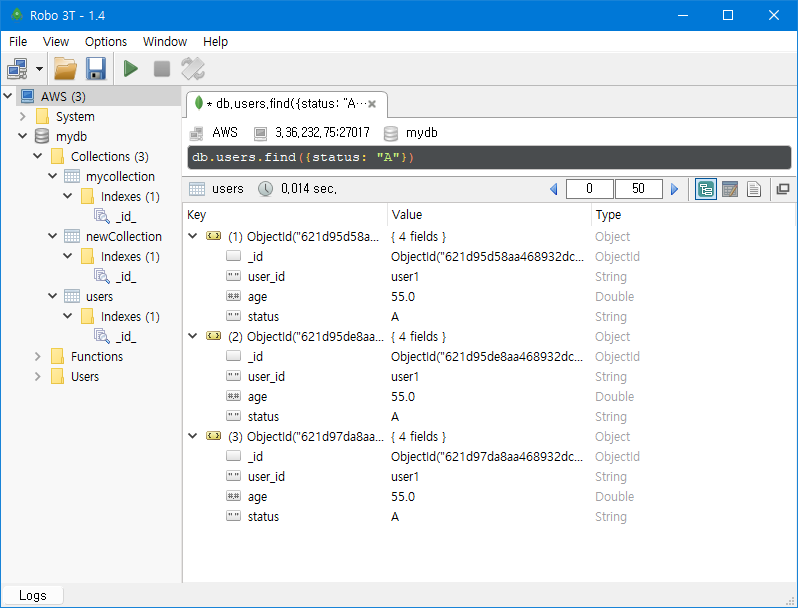 Robo 3T - 1.4
File View Options Window Help
AWS (3)
System
mydb
Collections (3)
mycollection
Indexes (1)
_id_
newCollection
Indexes (1)
_id_
users
Indexes (1)
_id_
Functions
Users
* db.users.find({status: "A…
AWS 3.36.232.75:27017 mydb
db.users.find({status: "A"})
users 0.014 sec. 0 50
Key Value Type
(1) ObjectId("621d95d58a... { 4 fields } Object
_id ObjectId("621d95d58aa468932dc... ObjectId
user_id user1 String
age 55.0 Double
status A String
(2) ObjectId("621d95de8aa... { 4 fields } Object
_id ObjectId("621d95de8aa468932dc... ObjectId
user_id user1 String
age 55.0 Double
status A String
(3) ObjectId("621d97da8aa... { 4 fields } Object
_id ObjectId("621d97da8aa468932dc... ObjectId
user_id user1 String
age 55.0 Double
status A String
Logs